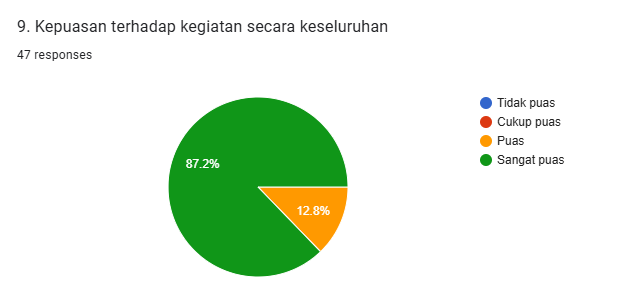 9. Kepuasan terhadap kegiatan secara keseluruhan
47 responses
Tidak puas
Cukup puas
Puas
Sangat puas
87.2%
12.8%